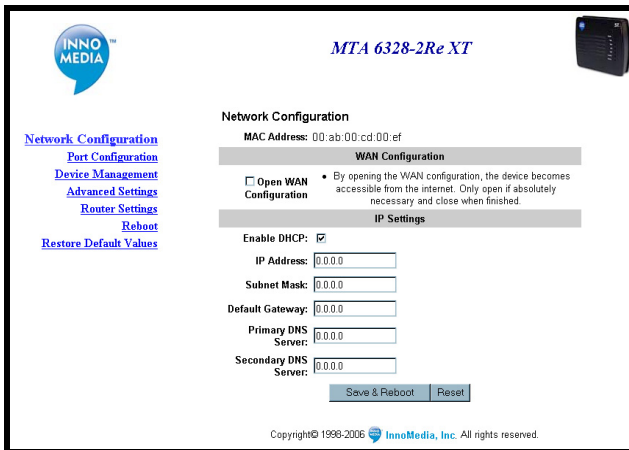 INNO
MEDIA ™
MTA 6328-2Re XT
Network Configuration
Port Configuration
Device Management
Advanced Settings
Router Settings
Reboot
Restore Default Values
Network Configuration
MAC Address: 00:ab:00:cd:00:ef
WAN Configuration
Open WAN
Configuration
• By opening the WAN configuration, the device becomes
accessible from the internet. Only open if absolutely
necessary and close when finished.
IP Settings
Enable DHCP:
IP Address: 0.0.0.0
Subnet Mask: 0.0.0.0
Default Gateway: 0.0.0.0
Primary DNS
Server: 0.0.0.0
Secondary DNS
Server: 0.0.0.0
Save & Reboot Reset
Copyright© 1998-2006 InnoMedia, Inc. All rights reserved.